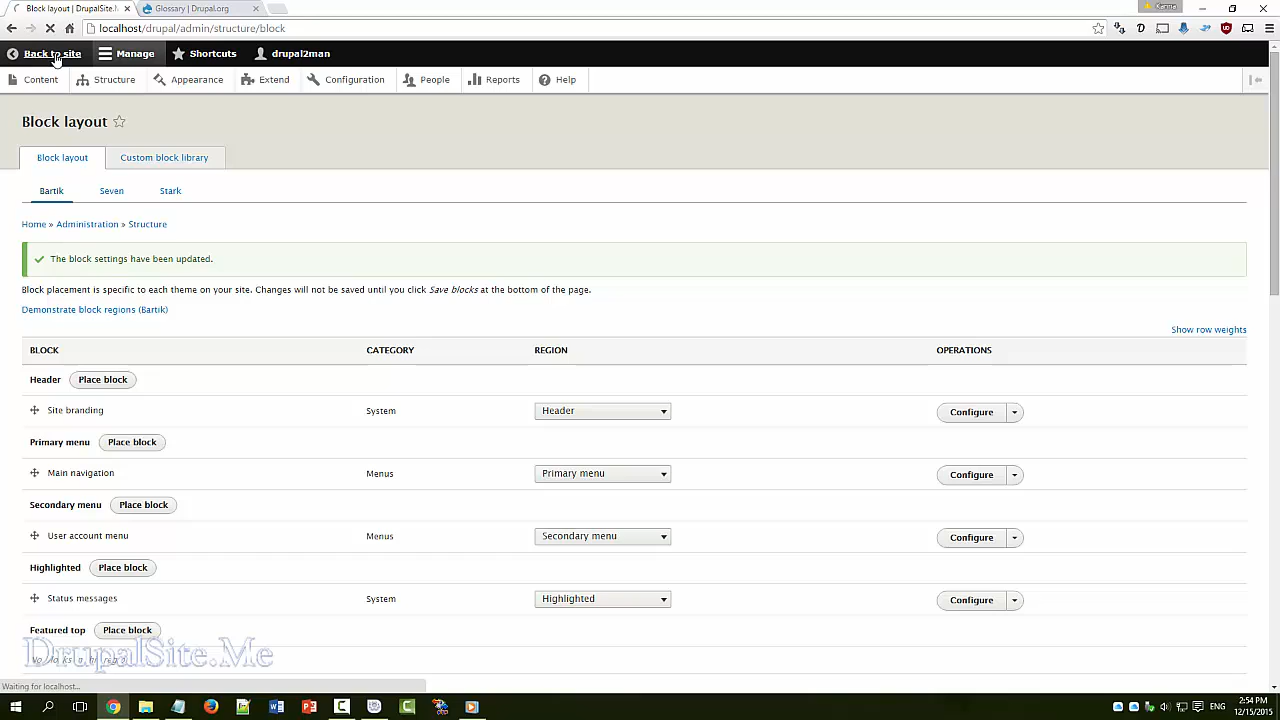 Block layout | DrupalSite.M
Glossary | Drupal.org
Karma
localhost/drupal/admin/structure/block
Back to site
Manage
Shortcuts
drupal2man
Content
Structure
Appearance
Extend
Configuration
People
Reports
Help
Block layout
Block layout
Custom block library
Bartik
Seven
Stark
Home » Administration » Structure
The block settings have been updated.
Block placement is specific to each theme on your site. Changes will not be saved until you click Save blocks at the bottom of the page.
Demonstrate block regions (Bartik)
Show row weights
BLOCK CATEGORY REGION OPERATIONS
Header Place block
Site branding System Header Configure
Primary menu Place block
Main navigation Menus Primary menu Configure
Secondary menu Place block
User account menu Menus Secondary menu Configure
Highlighted Place block
Status messages System Highlighted Configure
Featured top Place block
DrupalSite.Me
Waiting for localhost...
ENG
2:54 PM
12/15/2015